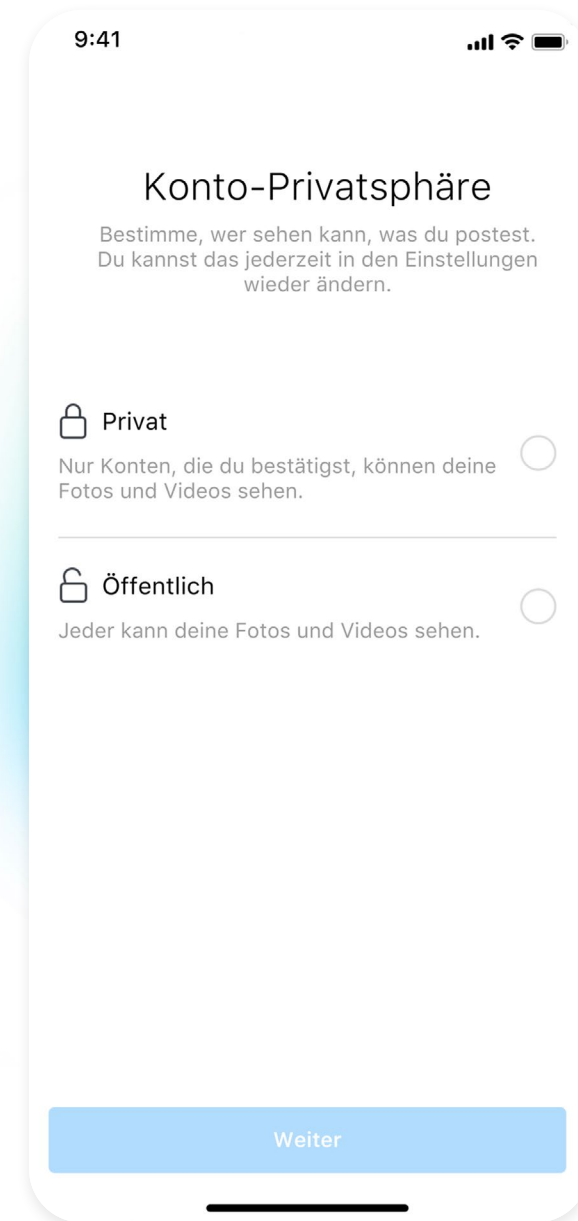 9:41
Konto-Privatsphäre
Bestimme, wer sehen kann, was du postest.
Du kannst das jederzeit in den Einstellungen
wieder ändern.
Privat
Nur Konten, die du bestätigst, können deine
Fotos und Videos sehen.
Öffentlich
Jeder kann deine Fotos und Videos sehen.
Weiter